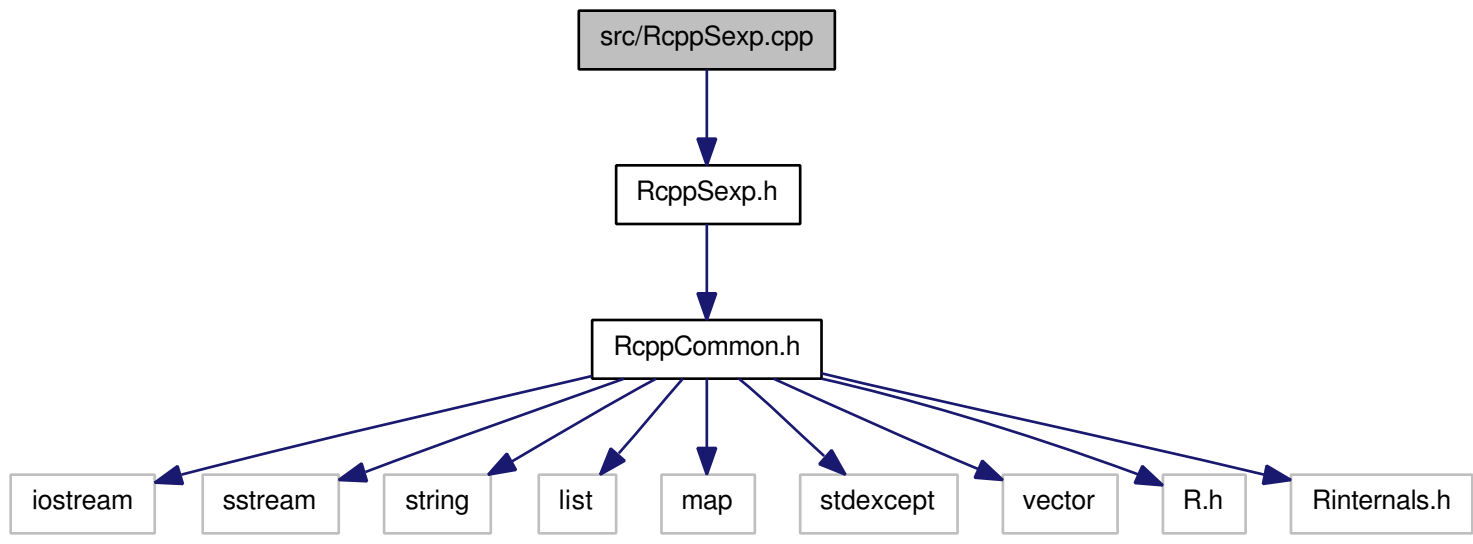 src/RcppSexp.cpp
RcppSexp.h
RcppCommon.h
iostream
sstream
string
list
map
stdexcept
vector
R.h
Rinternals.h